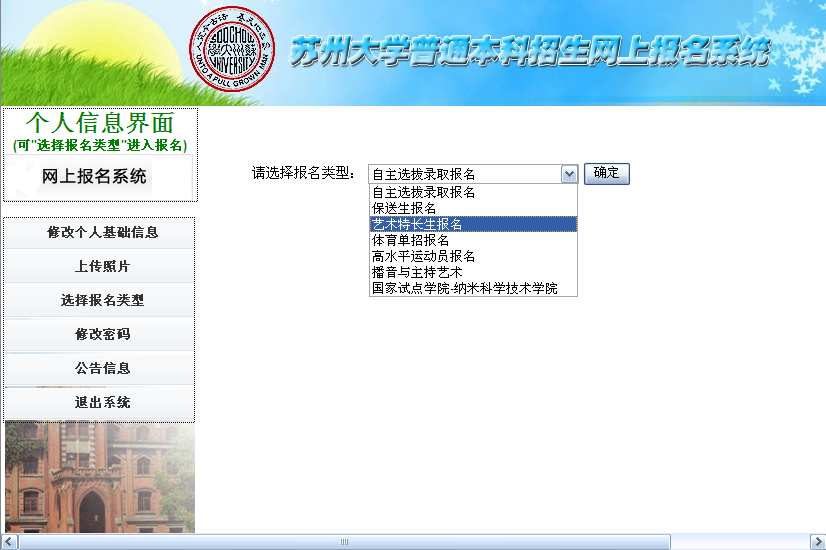 苏州大学普通本科招生网上报名系统
SOOCHOW
UNIVERSITY
UNTO A FULL GROWN MAN
个人信息界面
(可"选择报名类型"进入报名)
网上报名系统
修改个人基础信息
上传照片
选择报名类型
修改密码
公告信息
退出系统
请选择报名类型：
自主选拔录取报名
确定
自主选拔录取报名
保送生报名
艺术特长生报名
体育单招报名
高水平运动员报名
播音与主持艺术
国家试点学院-纳米科学技术学院